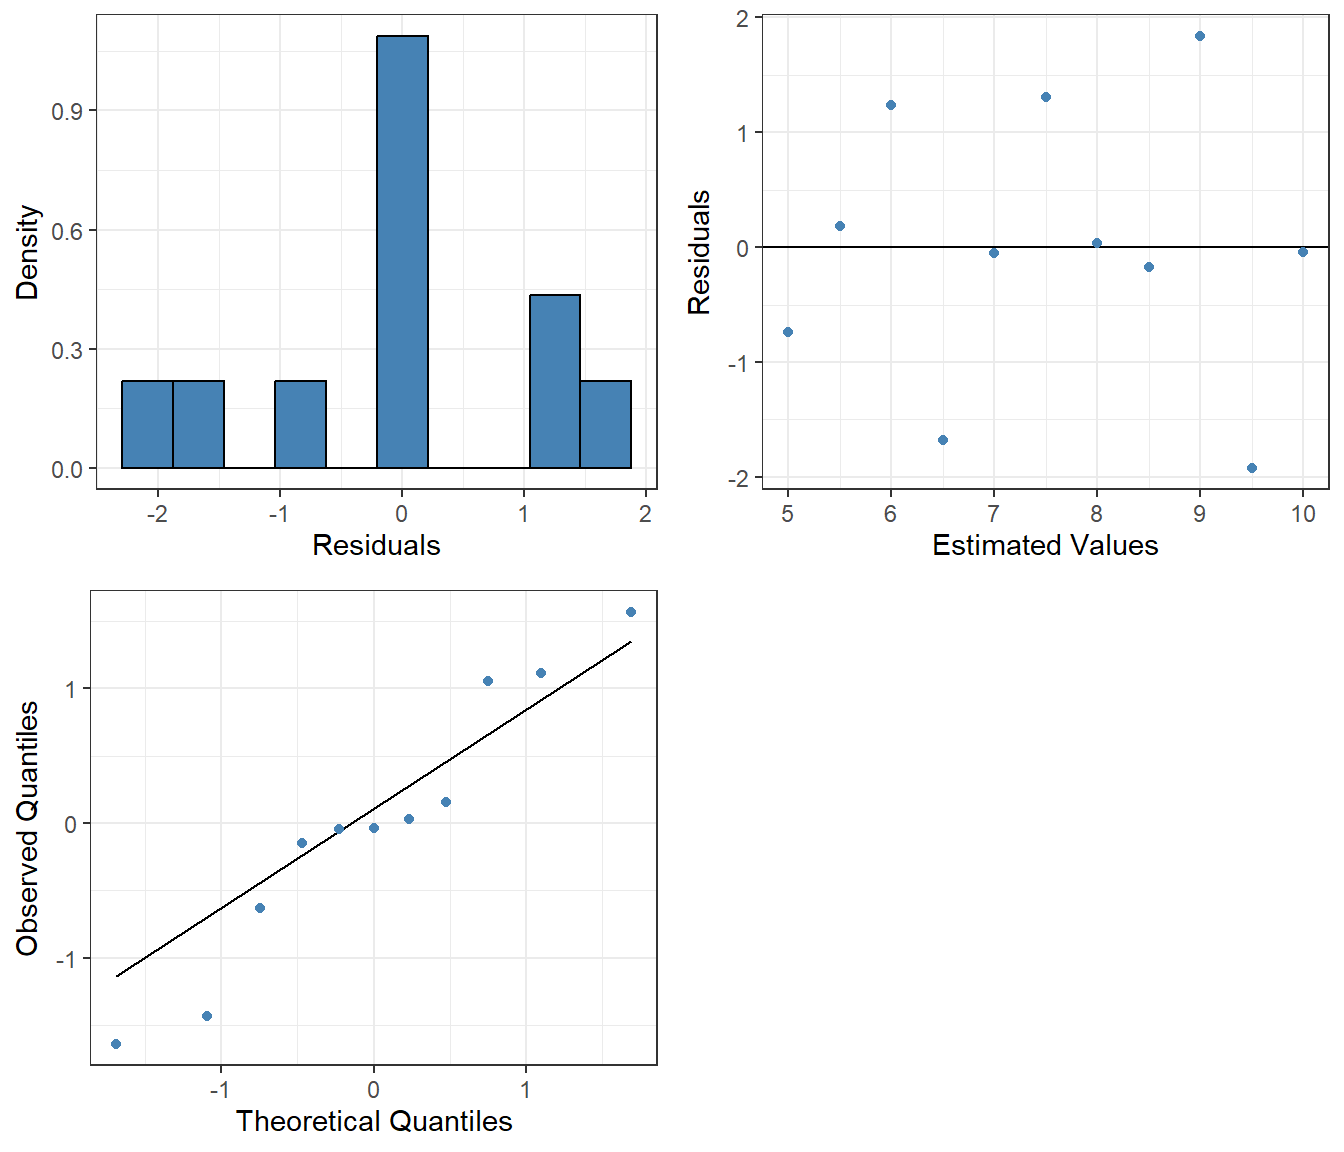 Density
0.9
0.6
0.3
0.0
-2 -1 0 1 2
Residuals
Residuals
2
1
0
-1
-2
5 6 7 8 9 10
Estimated Values
Observed Quantiles
1
0
-1
-1 0 1
Theoretical Quantiles